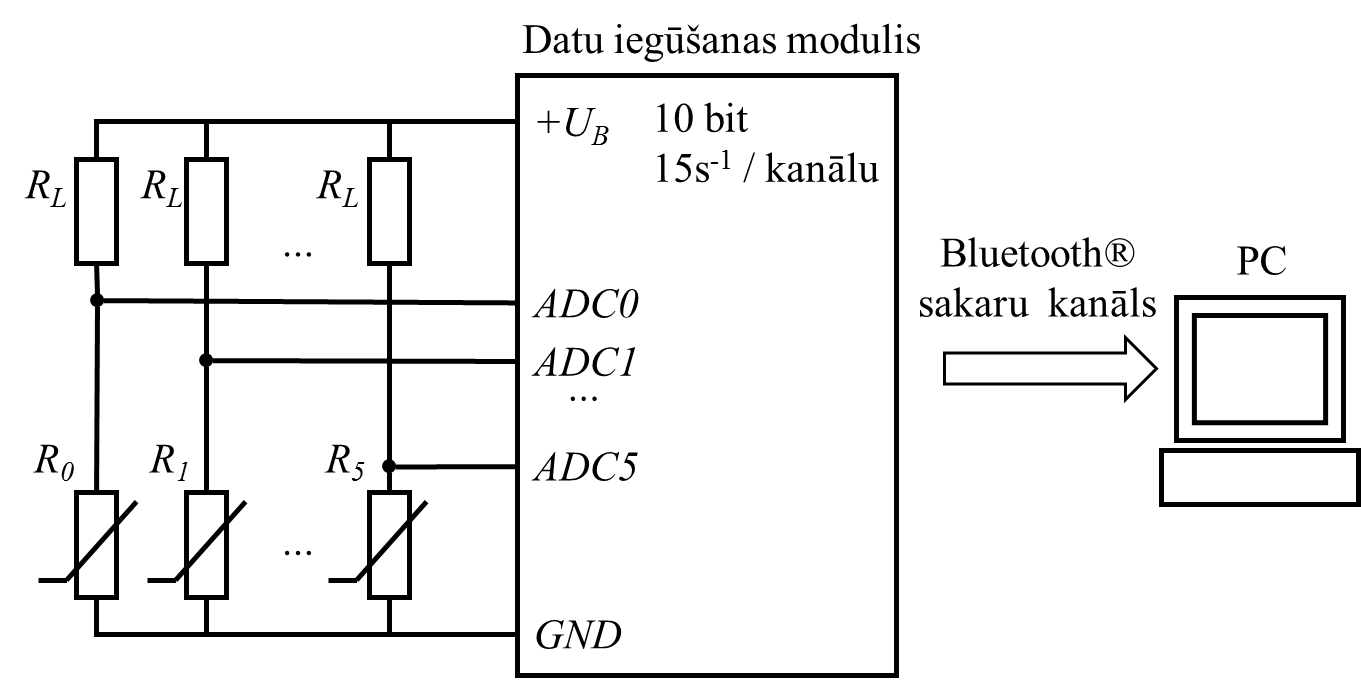 Datu iegūšanas modulis
+U_B 10 bit
15s⁻¹ / kanālu
R_L R_L R_L
...
Bluetooth®
sakaru kanāls
PC
ADC0
ADC1
...
R_0 R_1 R_5 ADC5
...
GND